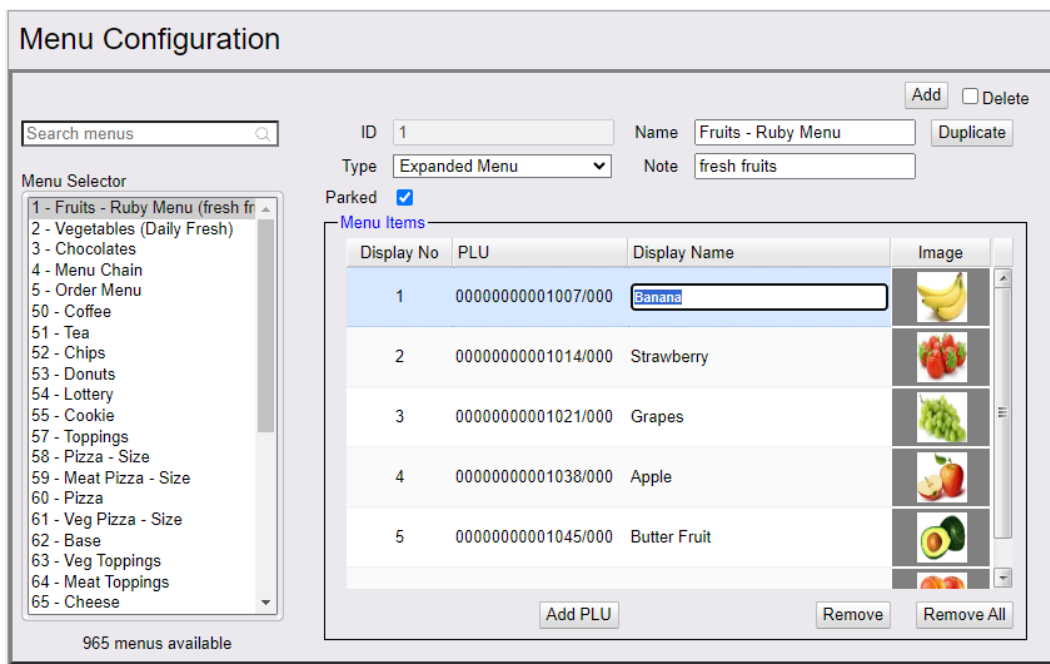 Menu Configuration
Add Delete
Search menus
ID 1 Name Fruits - Ruby Menu Duplicate
Type Expanded Menu Note fresh fruits
Parked
Menu Selector
1 - Fruits - Ruby Menu (fresh fr
2 - Vegetables (Daily Fresh)
3 - Chocolates
4 - Menu Chain
5 - Order Menu
50 - Coffee
51 - Tea
52 - Chips
53 - Donuts
54 - Lottery
55 - Cookie
57 - Toppings
58 - Pizza - Size
59 - Meat Pizza - Size
60 - Pizza
61 - Veg Pizza - Size
62 - Base
63 - Veg Toppings
64 - Meat Toppings
65 - Cheese
965 menus available
Menu Items
Display No PLU Display Name Image
1 00000000001007/000 Banana
2 00000000001014/000 Strawberry
3 00000000001021/000 Grapes
4 00000000001038/000 Apple
5 00000000001045/000 Butter Fruit
Add PLU Remove Remove All